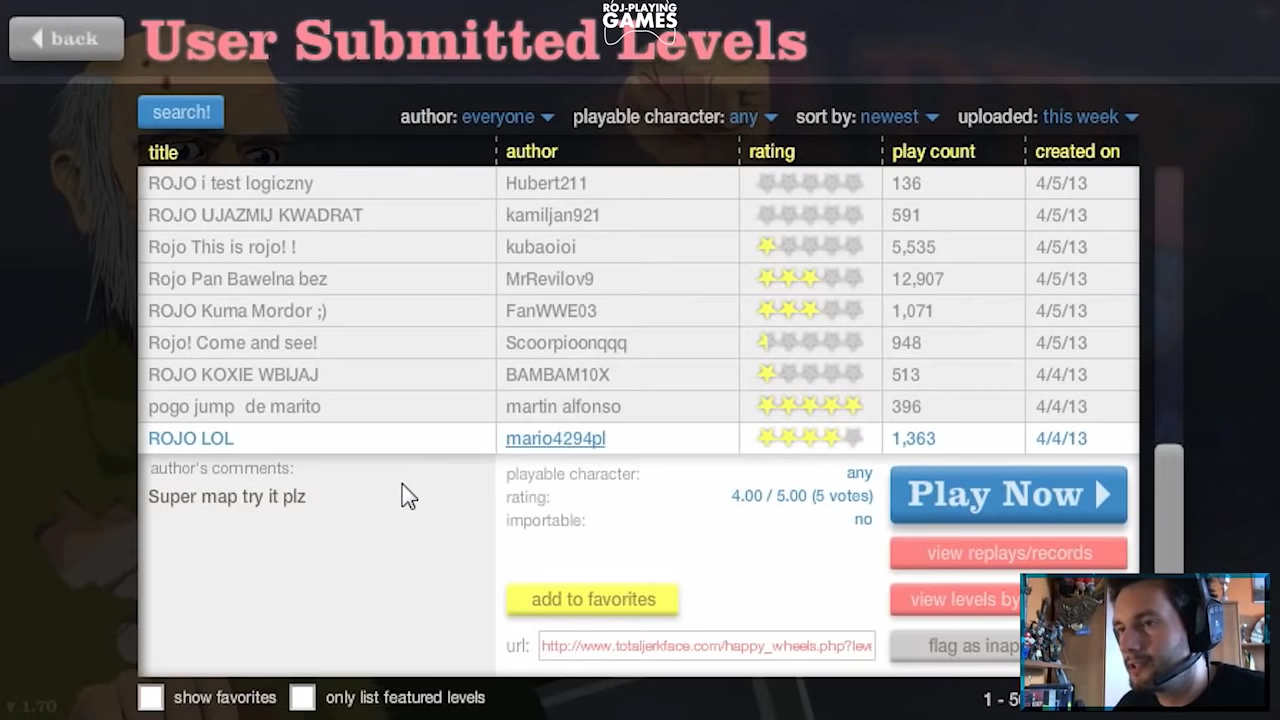 ROJ-PLAYING
GAMES
back
User Submitted Levels
search!
author: everyone playable character: any sort by: newest uploaded: this week
title author rating play count created on
ROJO i test logiczny Hubert211 136 4/5/13
ROJO UJAZMIJ KWADRAT kamiljan921 591 4/5/13
Rojo This is rojo! ! kubaoioi 5,535 4/5/13
Rojo Pan Bawelna bez MrRevilov9 12,907 4/5/13
ROJO Kuma Mordor ;) FanWWE03 1,071 4/5/13
Rojo! Come and see! Scoorpioonqqq 948 4/5/13
ROJO KOXIE WBIJAJ BAMBAM10X 513 4/4/13
pogo jump de marito martin alfonso 396 4/4/13
ROJO LOL mario4294pl 1,363 4/4/13
author's comments:
Super map try it plz
playable character: any
rating: 4.00 / 5.00 (5 votes)
importable: no
Play Now
view replays/records
add to favorites
view levels by
url: http://www.totaljerkface.com/happy_wheels.php?leve
flag as inap
show favorites only list featured levels
1 - 50
v 1.70